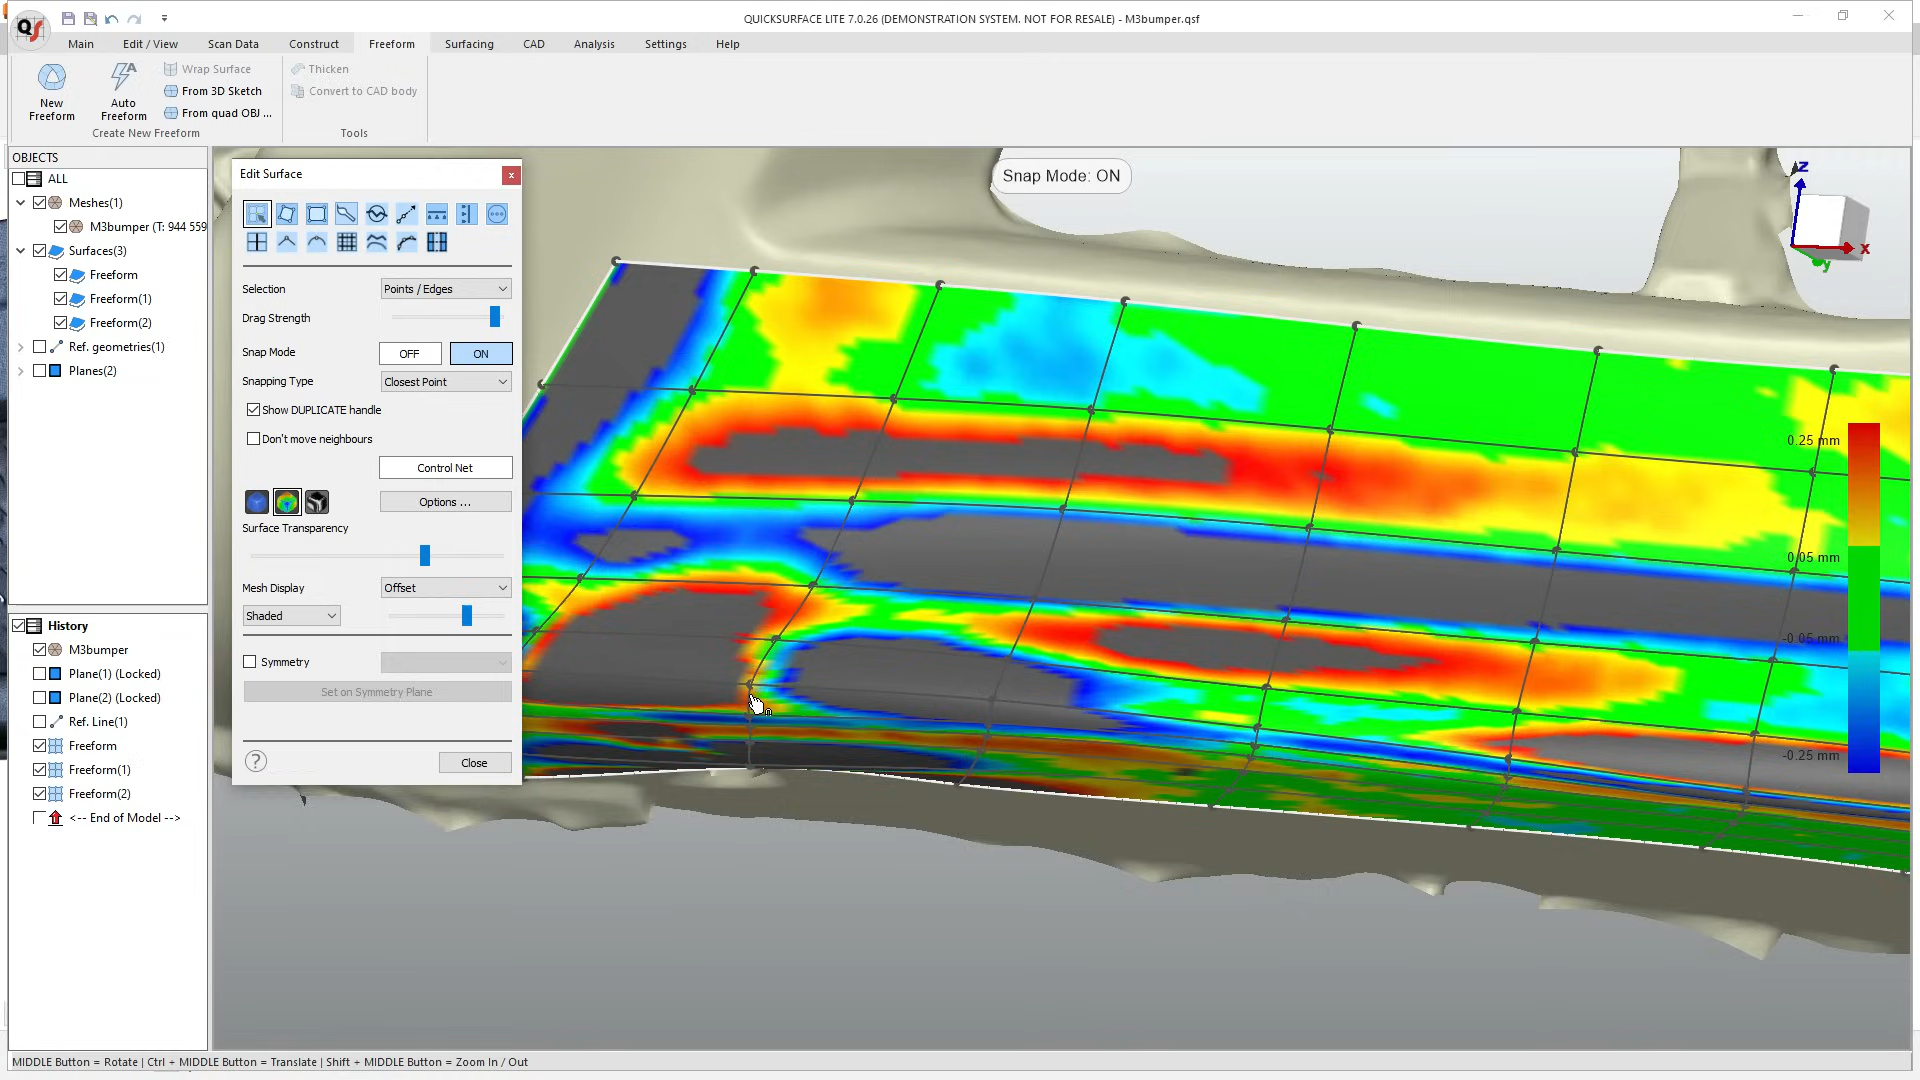 QUICKSURFACE LITE 7.0.26 (DEMONSTRATION SYSTEM. NOT FOR RESALE) - M3bumper.qsf
QS
Main
Edit / View
Scan Data
Construct
Freeform
Surfacing
CAD
Analysis
Settings
Help
New Freeform
Auto Freeform
Wrap Surface
From 3D Sketch
From quad OBJ ...
Create New Freeform
Thicken
Convert to CAD body
Tools
OBJECTS
ALL
Meshes(1)
M3bumper (T: 944 559
Surfaces(3)
Freeform
Freeform(1)
Freeform(2)
Ref. geometries(1)
Planes(2)
History
M3bumper
Plane(1) (Locked)
Plane(2) (Locked)
Ref. Line(1)
Freeform
Freeform(1)
Freeform(2)
<-- End of Model -->
Edit Surface
x
Selection
Points / Edges
Drag Strength
Snap Mode
OFF
ON
Snapping Type
Closest Point
Show DUPLICATE handle
Don't move neighbours
Control Net
Options ...
Surface Transparency
Mesh Display
Offset
Shaded
Symmetry
Set on Symmetry Plane
?
Close
Snap Mode: ON
Z
X
y
0.25 mm
0.05 mm
-0.05 mm
-0.25 mm
MIDDLE Button = Rotate | Ctrl + MIDDLE Button = Translate | Shift + MIDDLE Button = Zoom In / Out